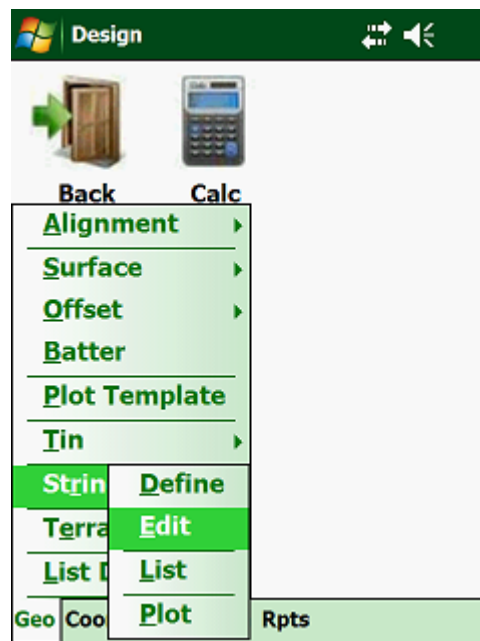 Design
Back Calc
Alignment
Surface
Offset
Batter
Plot Template
Tin
Strin Define
Terra Edit
List List
Plot
Geo Coo Rpts